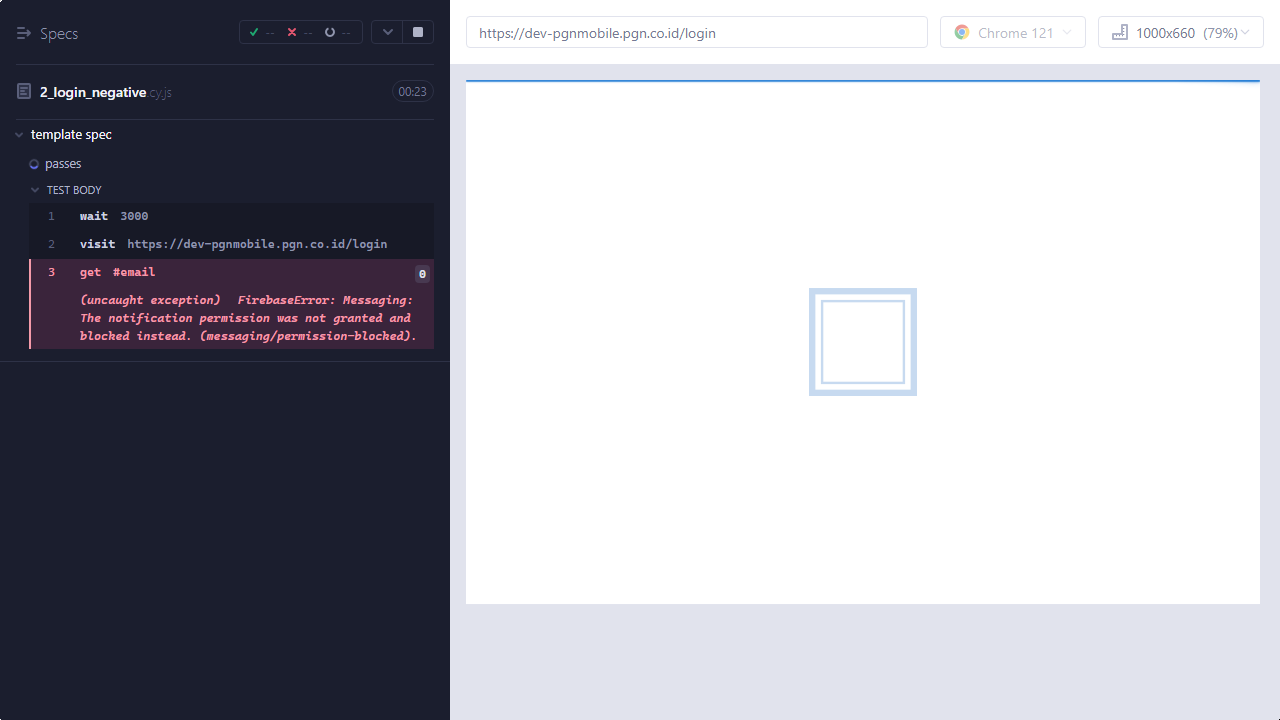 Specs
--
--
--
2_login_negative.cy.js
00:23
template spec
passes
TEST BODY
1 wait 3000
2 visit https://dev-pgnmobile.pgn.co.id/login
3 get #email 0
(uncaught exception) FirebaseError: Messaging:
The notification permission was not granted and
blocked instead. (messaging/permission-blocked).
https://dev-pgnmobile.pgn.co.id/login
Chrome 121
1000x660 (79%)